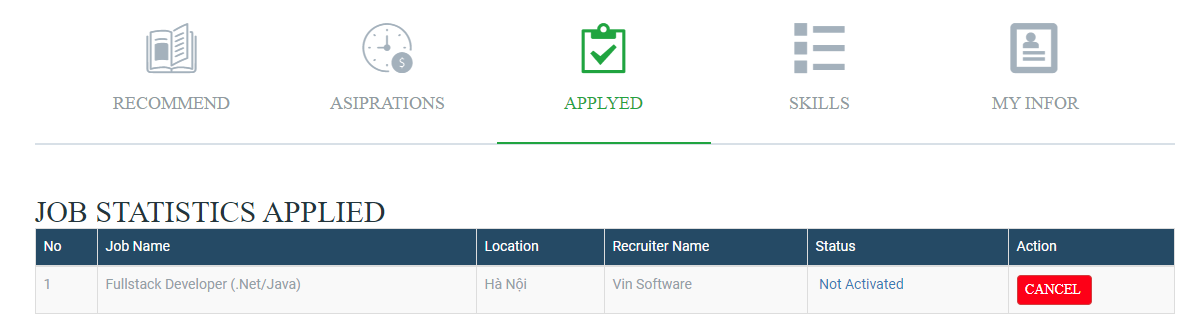 $
RECOMMEND ASIPRATIONS APPLYED SKILLS MY INFOR
JOB STATISTICS APPLIED
No Job Name Location Recruiter Name Status Action
1 Fullstack Developer (.Net/Java) Hà Nội Vin Software Not Activated CANCEL